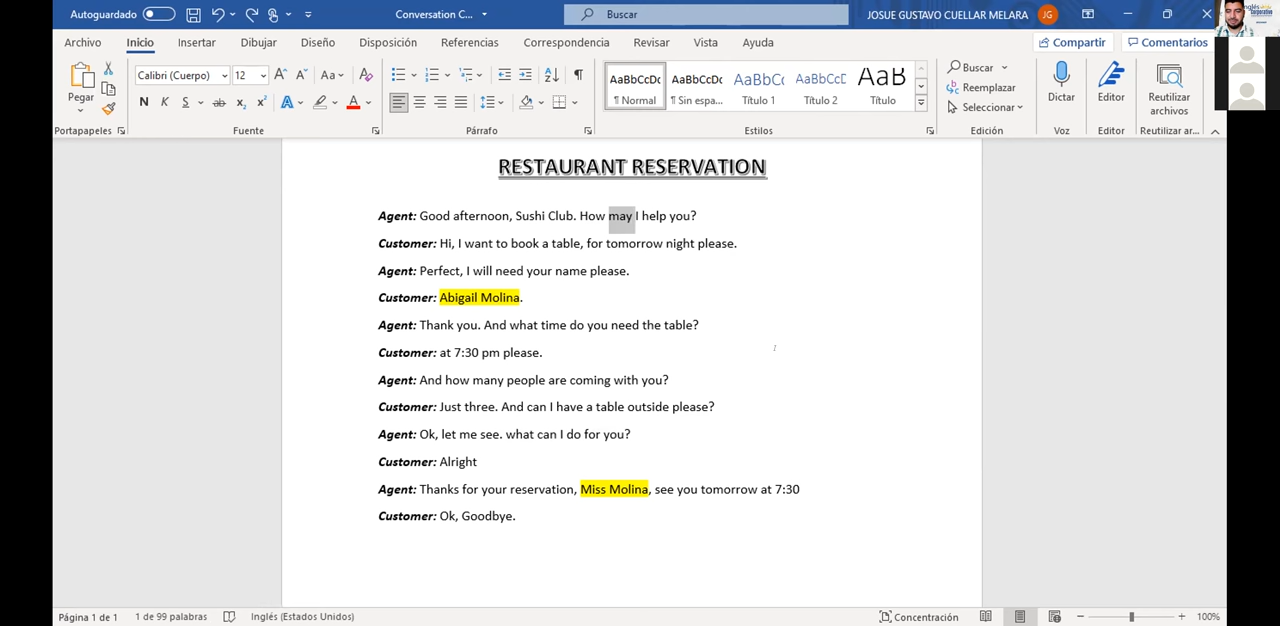 Autoguardado
Conversation C...
Buscar
JOSUE GUSTAVO CUELLAR MELARA
JG
Archivo Inicio Insertar Dibujar Diseño Disposición Referencias Correspondencia Revisar Vista Ayuda
Compartir
Comentarios
Pegar
Portapapeles
Calibri (Cuerpo)
12
Aa
N K S ab x₂ x²
Fuente
Párrafo
AaBbCcDc
¶ Normal
AaBbCcDc
¶ Sin espa...
AaBbCc
Título 1
AaBbCcD
Título 2
AaB
Título
Estilos
Buscar
Reemplazar
Seleccionar
Edición
Dictar
Voz
Editor
Editor
Reutilizar archivos
Reutilizar ar...
RESTAURANT RESERVATION
Agent: Good afternoon, Sushi Club. How may I help you?
Customer: Hi, I want to book a table, for tomorrow night please.
Agent: Perfect, I will need your name please.
Customer: Abigail Molina.
Agent: Thank you. And what time do you need the table?
Customer: at 7:30 pm please.
Agent: And how many people are coming with you?
Customer: Just three. And can I have a table outside please?
Agent: Ok, let me see. what can I do for you?
Customer: Alright
Agent: Thanks for your reservation, Miss Molina, see you tomorrow at 7:30
Customer: Ok, Goodbye.
Página 1 de 1
1 de 99 palabras
Inglés (Estados Unidos)
Concentración
100%